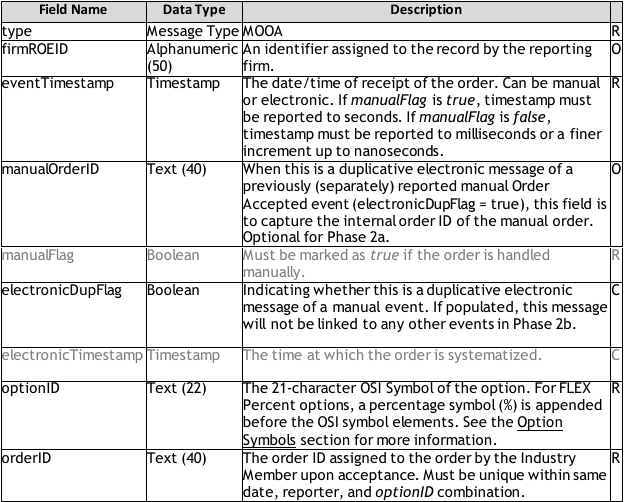 Field Name Data Type Description
type Message Type MOOA R
firmROEID Alphanumeric An identifier assigned to the record by the reporting O
(50) firm.
eventTimestamp Timestamp The date/time of receipt of the order. Can be manual R
or electronic. If manualFlag is true, timestamp must
be reported to seconds. If manualFlag is false,
timestamp must be reported to milliseconds or a finer
increment up to nanoseconds.
manualOrderID Text (40) When this is a duplicative electronic message of a O
previously (separately) reported manual Order
Accepted event (electronicDupFlag = true), this field is
to capture the internal order ID of the manual order.
Optional for Phase 2a.
manualFlag Boolean Must be marked as true if the order is handled R
manually.
electronicDupFlag Boolean Indicating whether this is a duplicative electronic C
message of a manual event. If populated, this message
will not be linked to any other events in Phase 2b.
electronicTimestamp Timestamp The time at which the order is systematized. C
optionID Text (22) The 21-character OSI Symbol of the option. For FLEX R
Percent options, a percentage symbol (%) is appended
before the OSI symbol elements. See the Option
Symbols section for more information.
orderID Text (40) The order ID assigned to the order by the Industry R
Member upon acceptance. Must be unique within same
date, reporter, and optionID combination.